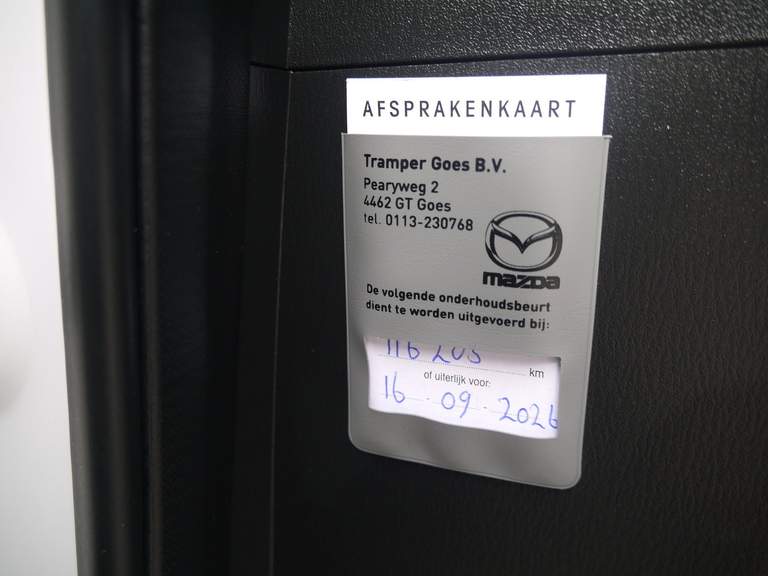 AFSPRAKENKAART
Tramper Goes B.V.
Pearyweg 2
4462 GT Goes
tel. 0113-230768
mazda
De volgende onderhoudsbeurt
dient te worden uitgevoerd bij:
km
of uiterlijk voor:
16 · 09 · 2026